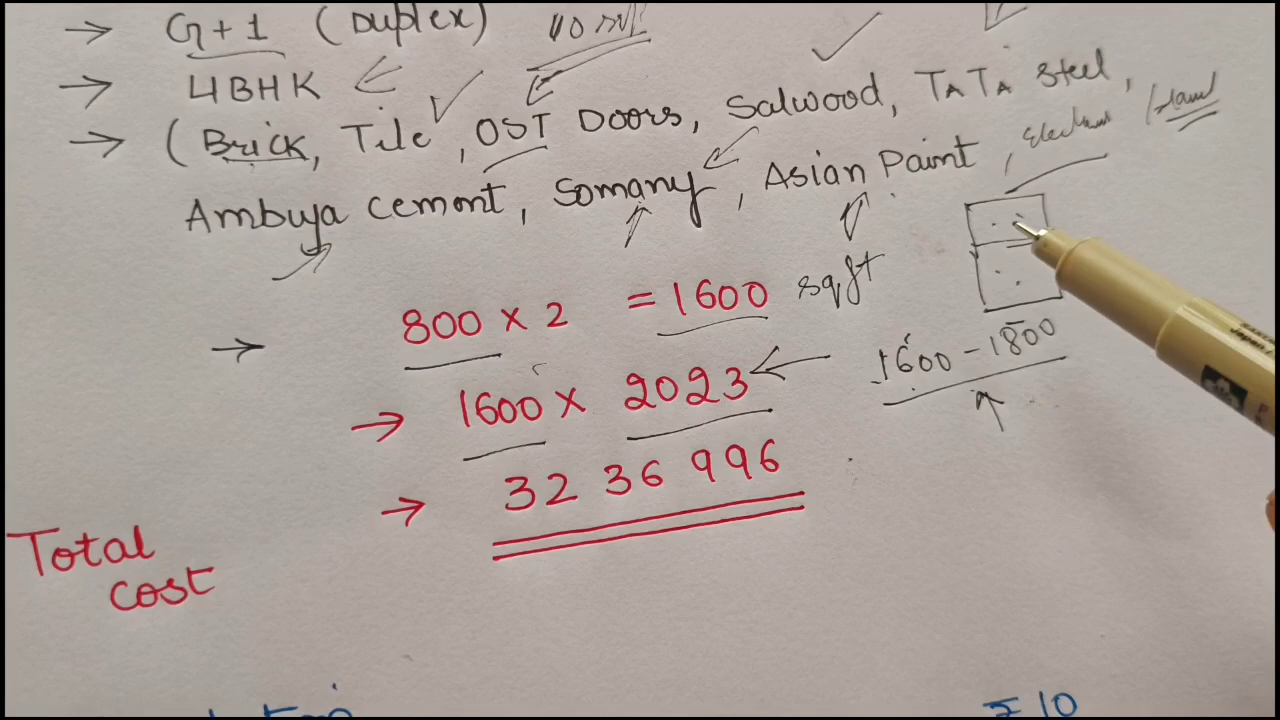 → G+1 (Duplex)
→ 4BHK
→ (Brick, Tile, OST Doors, Salwood, TATA Steel,
Ambuja cement, Somany, Asian Paint,
→ 800 × 2 = 1600 sqft
→ 1600 × 2023 ← 1600 - 1800
→ 32 36 996
Total
cost
₹ 10